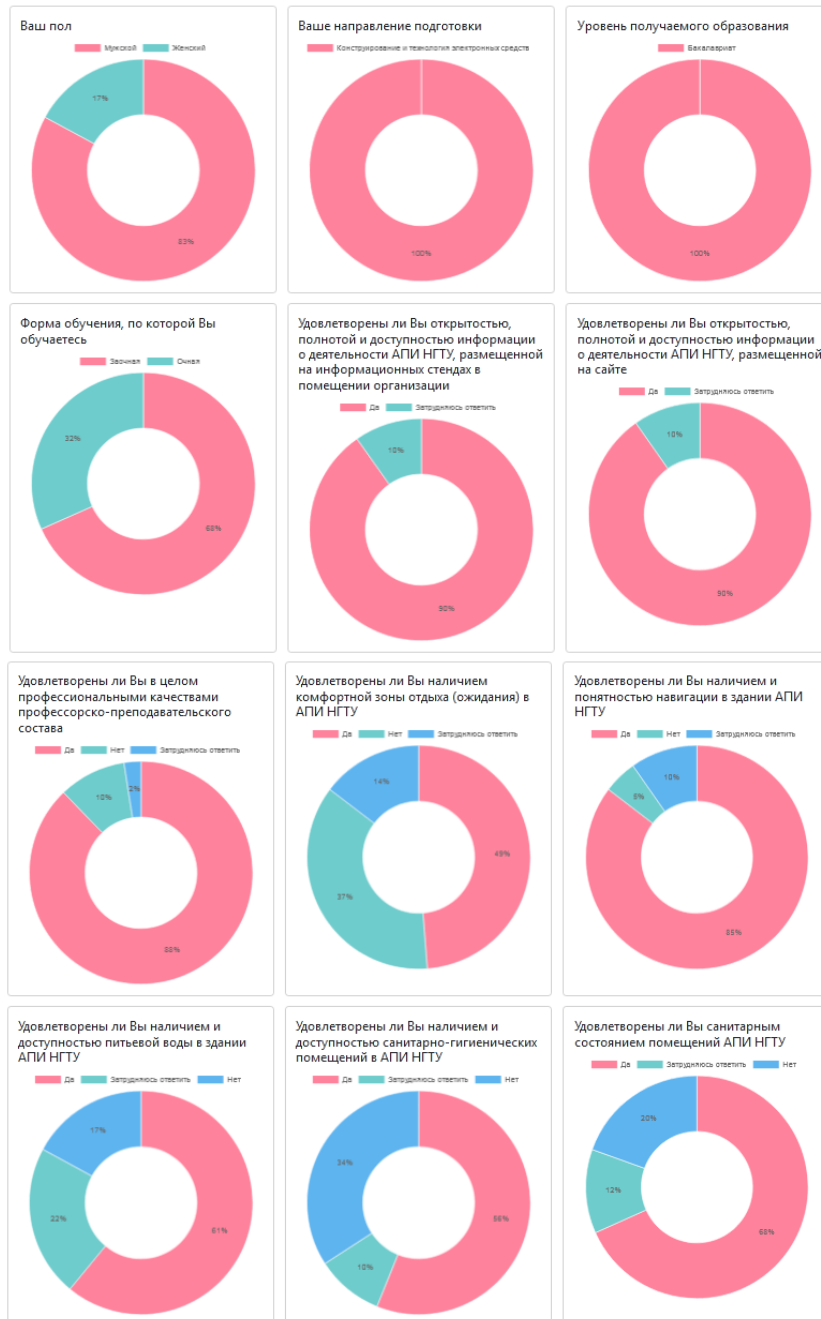 Ваш пол
Мужской Женский
17%
83%
Ваше направление подготовки
Конструирование и технология электронных средств
100%
Уровень получаемого образования
Бакалавриат
100%
Форма обучения, по которой Вы
обучаетесь
Заочная Очная
32%
68%
Удовлетворены ли Вы открытостью,
полнотой и доступностью информации
о деятельности АПИ НГТУ, размещенной
на информационных стендах в
помещении организации
Да Затрудняюсь ответить
10%
90%
Удовлетворены ли Вы открытостью,
полнотой и доступностью информации
о деятельности АПИ НГТУ, размещенной
на сайте
Да Затрудняюсь ответить
10%
90%
Удовлетворены ли Вы в целом
профессиональными качествами
профессорско-преподавательского
состава
Да Нет Затрудняюсь ответить
2%
10%
88%
Удовлетворены ли Вы наличием
комфортной зоны отдыха (ожидания) в
АПИ НГТУ
Да Нет Затрудняюсь ответить
14%
49%
37%
Удовлетворены ли Вы наличием и
понятностью навигации в здании АПИ
НГТУ
Да Нет Затрудняюсь ответить
10%
5%
85%
Удовлетворены ли Вы наличием и
доступностью питьевой воды в здании
АПИ НГТУ
Да Затрудняюсь ответить Нет
17%
22%
61%
Удовлетворены ли Вы наличием и
доступностью санитарно-гигиенических
помещений в АПИ НГТУ
Да Затрудняюсь ответить Нет
34%
56%
10%
Удовлетворены ли Вы санитарным
состоянием помещений АПИ НГТУ
Да Затрудняюсь ответить Нет
20%
12%
68%